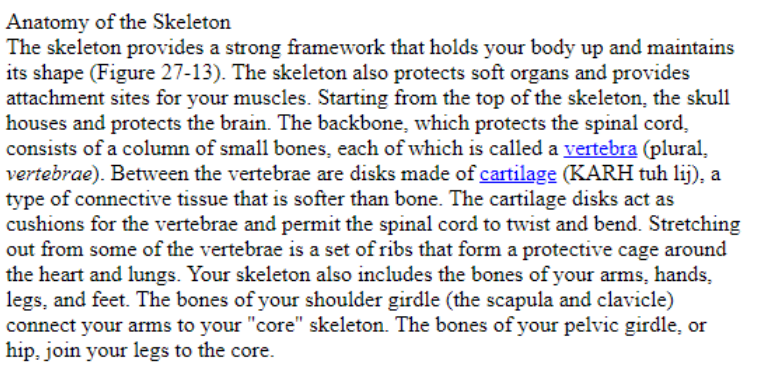 Anatomy of the Skeleton
The skeleton provides a strong framework that holds your body up and maintains
its shape (Figure 27-13). The skeleton also protects soft organs and provides
attachment sites for your muscles. Starting from the top of the skeleton, the skull
houses and protects the brain. The backbone, which protects the spinal cord,
consists of a column of small bones, each of which is called a vertebra (plural,
vertebrae). Between the vertebrae are disks made of cartilage (KARH tuh lij), a
type of connective tissue that is softer than bone. The cartilage disks act as
cushions for the vertebrae and permit the spinal cord to twist and bend. Stretching
out from some of the vertebrae is a set of ribs that form a protective cage around
the heart and lungs. Your skeleton also includes the bones of your arms, hands,
legs, and feet. The bones of your shoulder girdle (the scapula and clavicle)
connect your arms to your "core" skeleton. The bones of your pelvic girdle, or
hip, join your legs to the core.